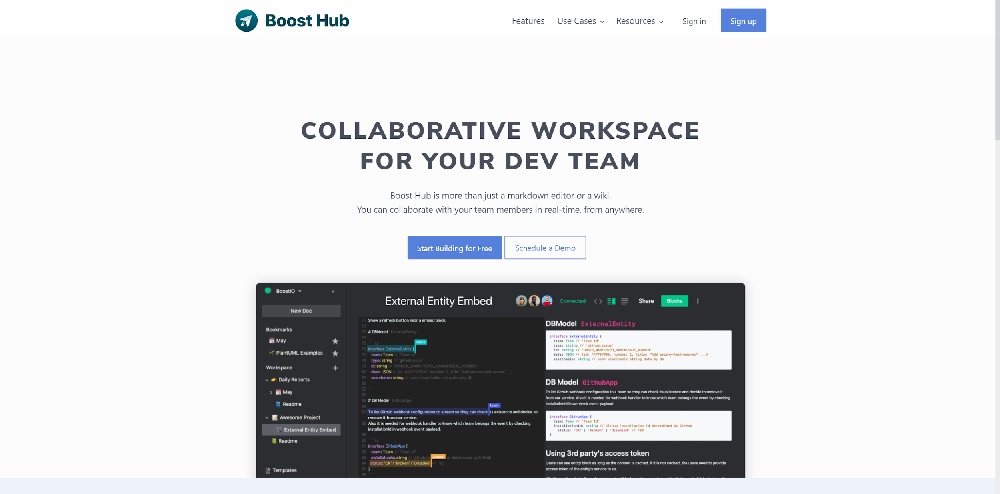 Boost Hub
Features
Use Cases
Resources
Sign in
Sign up
COLLABORATIVE WORKSPACE
FOR YOUR DEV TEAM
Boost Hub is more than just a markdown editor or a wiki.
You can collaborate with your team members in real-time, from anywhere.
Start Building for Free
Schedule a Demo
BoostIO
«
New Doc
Bookmarks
May
PlantUML Examples
Workspace
Daily Reports
May
Readme
Awesome Project
External Entity Embed
Readme
Templates
External Entity Embed
Connected
Share
Blocks
71 Show a refresh button near a embed block.
72
73 # DBModel `ExternalEntity`
74
75 ```ts
Sasha
76 interface ExternalEntity {
77 team: Team // 'Team Id'
78 type: string // 'github.issue'
79 id: string // 'OWNER_NAME/REPO_NAME#ISSUE_NUMBER'
80 data: JSON // {id: 447757905, number: 1, title: "Add prismy-test-server" ...}
81 searchable: string // some searchable string data by db
82
83 ```
84
85 # DB Model `GithubApp`
86
Lewis
87 To list Github webhook configuration to a team so they can check its existence and decide to
remove it from our service.
88 Also it is needed for webhook handler to know which team belongs the event by checking
installationId in webhook event payload.
89
90 ```ts
91 interface GithubApp {
92 team: Team // 'Team Id'
93 installationId: string // Github ins
Antony
id determined by GitHub
94 status: 'OK' | 'Broken' | 'Disabled' // TBD
95 }
96 ```
DBModel ExternalEntity
interface ExternalEntity {
team: Team // 'Team Id'
type: string // 'github.issue'
id: string // 'OWNER_NAME/REPO_NAME#ISSUE_NUMBER'
data: JSON // {id: 447757905, number: 1, title: "Add prismy-test-server" ...}
searchable: string // some searchable string data by db
DB Model GithubApp
To list Github webhook configuration to a team so they can check its existence and decide to remove it
from our service. Also it is needed for webhook handler to know which team belongs the event by checking
installationId in webhook event payload.
interface GithubApp {
team: Team // 'Team Id'
installationId: string // Github installation id determined by GitHub
status: 'OK' | 'Broken' | 'Disabled' // TBD
}
Using 3rd party's access token
Users can see entity block as long as the content is cached. If it is not cached, the users need to provide
access token of the entity's service to us.